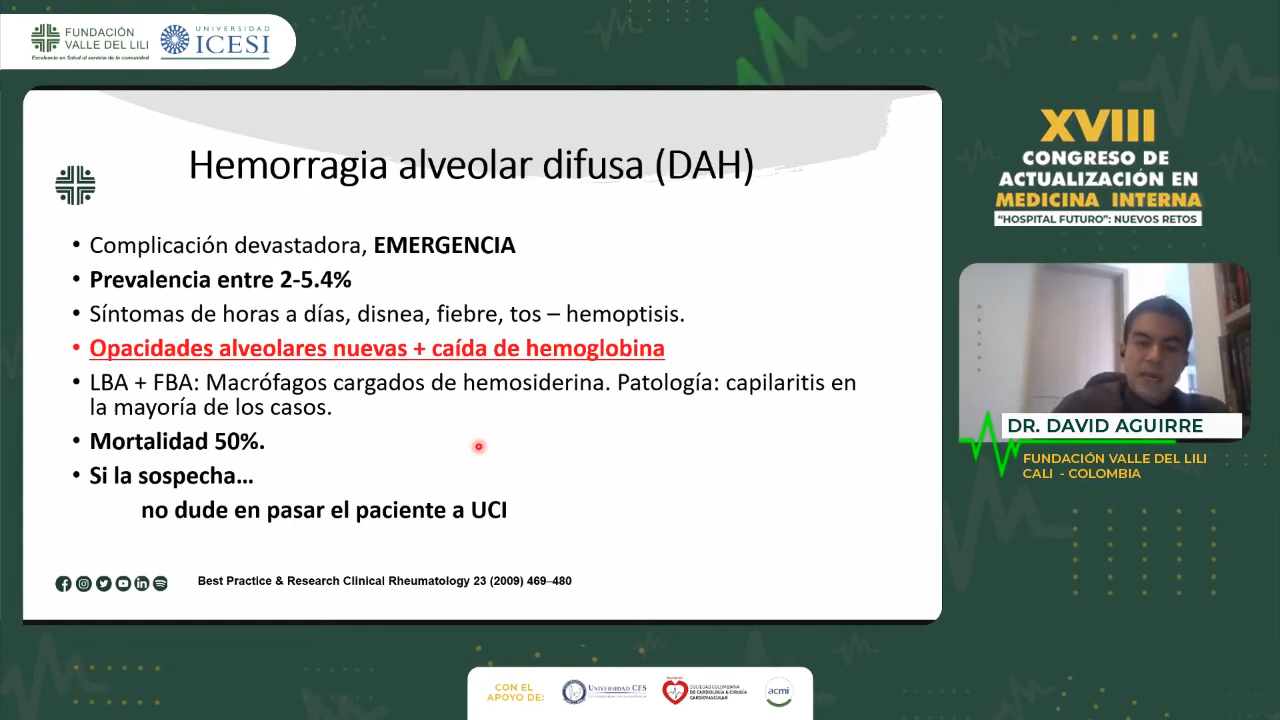 FUNDACIÓN
VALLE DEL LILI
Excelencia en Salud al servicio de la comunidad
UNIVERSIDAD
ICESI
Hemorragia alveolar difusa (DAH)
• Complicación devastadora, EMERGENCIA
• Prevalencia entre 2-5.4%
• Síntomas de horas a días, disnea, fiebre, tos – hemoptisis.
• Opacidades alveolares nuevas + caída de hemoglobina
• LBA + FBA: Macrófagos cargados de hemosiderina. Patología: capilaritis en
la mayoría de los casos.
• Mortalidad 50%.
• Si la sospecha...
no dude en pasar el paciente a UCI
Best Practice & Research Clinical Rheumatology 23 (2009) 469–480
XVIII
CONGRESO DE
ACTUALIZACIÓN EN
MEDICINA INTERNA
"HOSPITAL FUTURO": NUEVOS RETOS
DR. DAVID AGUIRRE
FUNDACIÓN VALLE DEL LILI
CALI - COLOMBIA
CON EL
APOYO DE:
UNIVERSIDAD CES
SOCIEDAD COLOMBIANA
DE CARDIOLOGÍA & CIRUGÍA
CARDIOVASCULAR
acmi